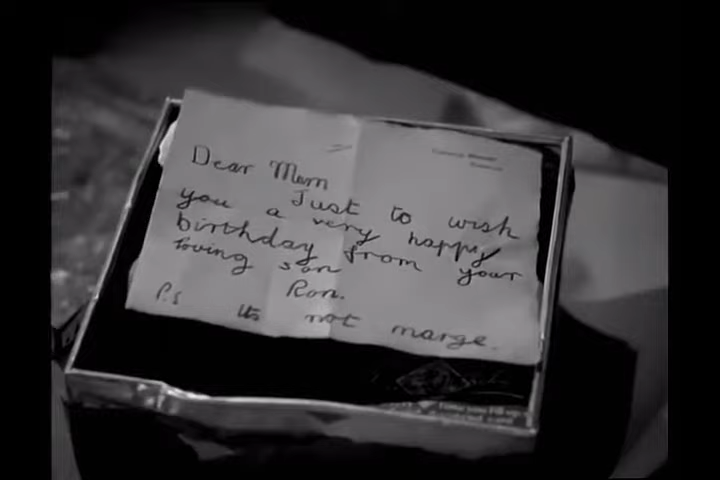 Dear Mum
Just to wish
you a very happy
birthday from your
loving son
Ron.
P.s its not marge.